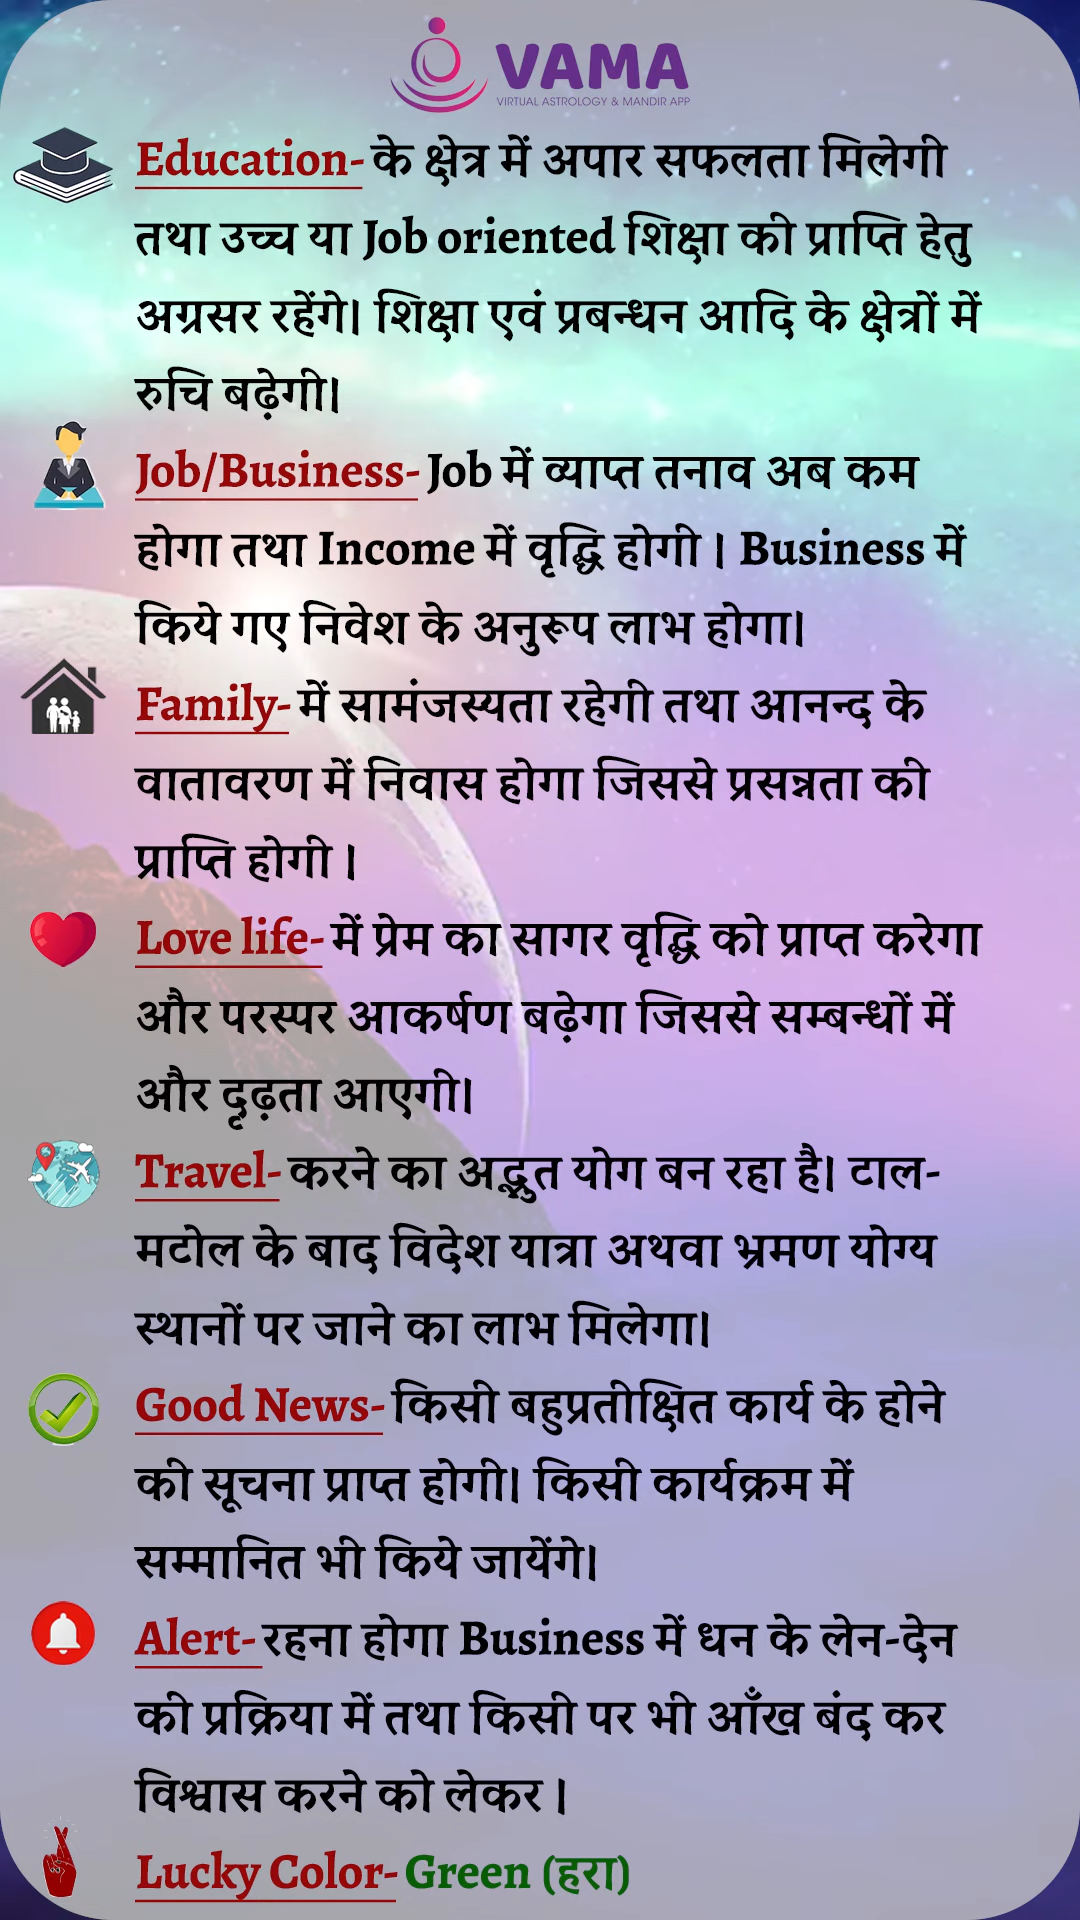 VAMA
VIRTUAL ASTROLOGY & MANDIR APP
Education- के क्षेत्र में अपार सफलता मिलेगी
तथा उच्च या Job oriented शिक्षा की प्राप्ति हेतु
अग्रसर रहेंगे। शिक्षा एवं प्रबन्धन आदि के क्षेत्रों में
रुचि बढ़ेगी।
Job/Business- Job में व्याप्त तनाव अब कम
होगा तथा Income में वृद्धि होगी । Business में
किये गए निवेश के अनुरूप लाभ होगा।
Family- में सामंजस्यता रहेगी तथा आनन्द के
वातावरण में निवास होगा जिससे प्रसन्नता की
प्राप्ति होगी ।
Love life- में प्रेम का सागर वृद्धि को प्राप्त करेगा
और परस्पर आकर्षण बढ़ेगा जिससे सम्बन्धों में
और दृढ़ता आएगी।
Travel- करने का अद्भुत योग बन रहा है। टाल-
मटोल के बाद विदेश यात्रा अथवा भ्रमण योग्य
स्थानों पर जाने का लाभ मिलेगा।
Good News- किसी बहुप्रतीक्षित कार्य के होने
की सूचना प्राप्त होगी। किसी कार्यक्रम में
सम्मानित भी किये जायेंगे।
Alert- रहना होगा Business में धन के लेन-देन
की प्रक्रिया में तथा किसी पर भी आँख बंद कर
विश्वास करने को लेकर ।
Lucky Color- Green (हरा)